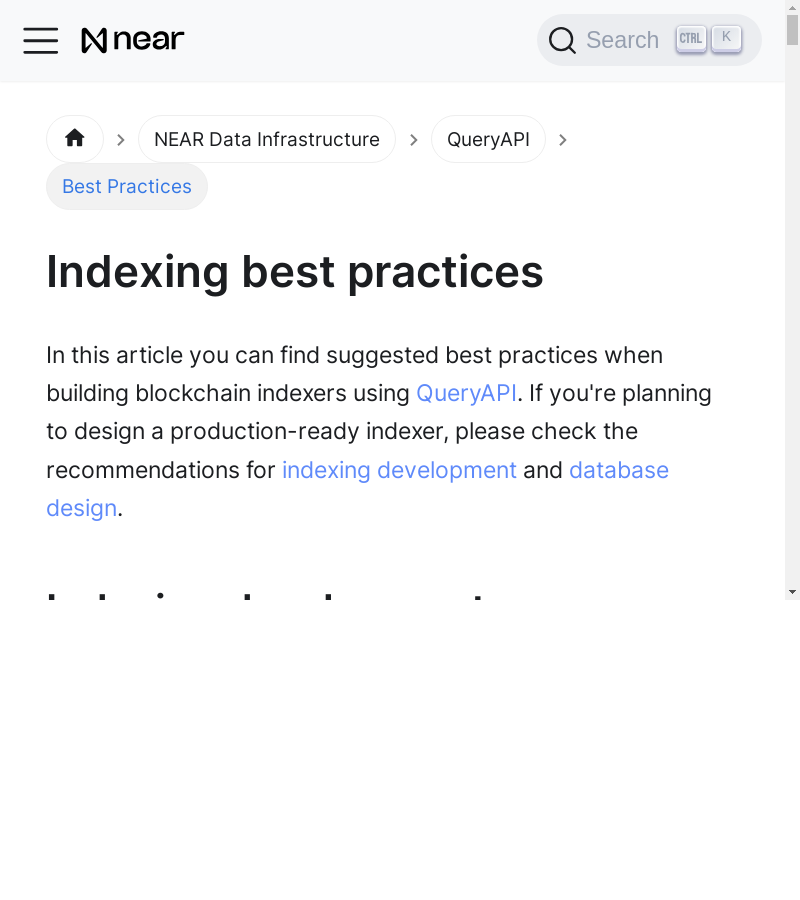 near
Search CTRL K
NEAR Data Infrastructure QueryAPI
Best Practices
Indexing best practices
In this article you can find suggested best practices when
building blockchain indexers using QueryAPI. If you're planning
to design a production-ready indexer, please check the
recommendations for indexing development and database
design.